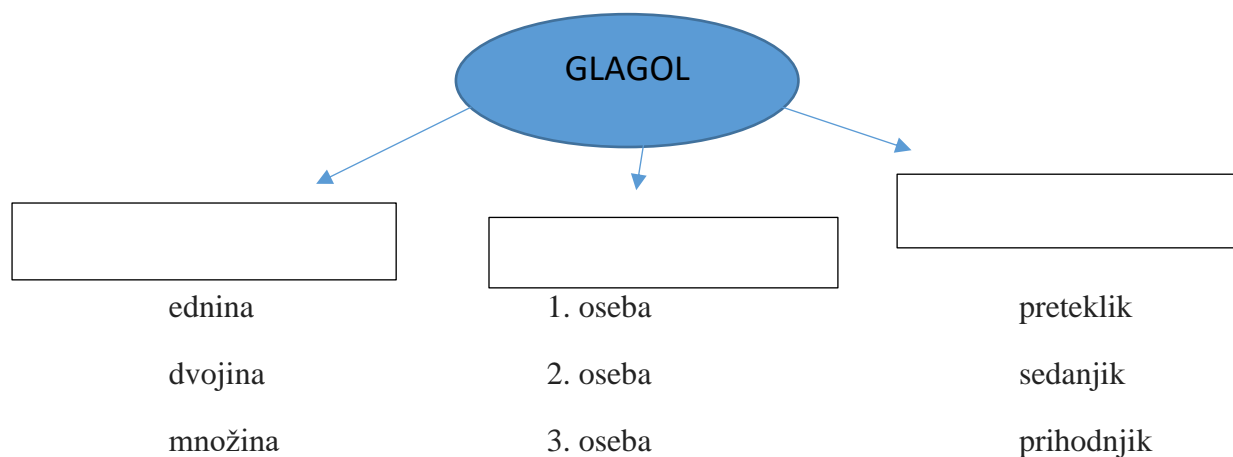 GLAGOL
ednina 1. oseba preteklik
dvojina 2. oseba sedanjik
množina 3. oseba prihodnjik